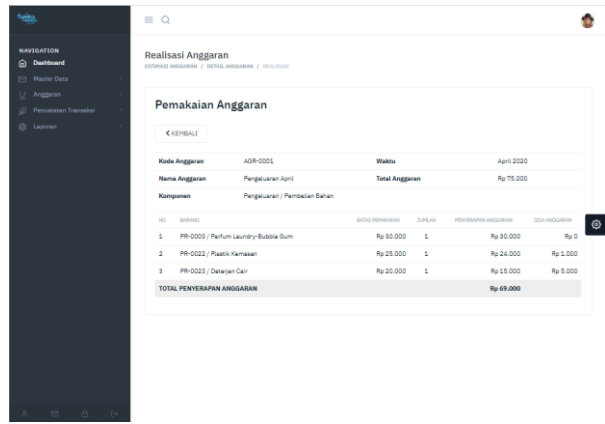 NAVIGATION
Dashboard
Master Data
Anggaran
Pencatatan Transaksi
Laporan
Realisasi Anggaran
ESTIMASI ANGGARAN / DETAIL ANGGARAN / REALISASI
Pemakaian Anggaran
KEMBALI
Kode Anggaran AGR-0001 Waktu April 2020
Nama Anggaran Pengeluaran April Total Anggaran Rp 75.000
Komponen Pengeluaran / Pembelian Bahan
NO BARANG BATAS PEMAKAIAN JUMLAH PENYERAPAN ANGGARAN SISA ANGGARAN
1 PR-0003 / Parfum Laundry-Bubble Gum Rp 30.000 1 Rp 30.000 Rp 0
2 PR-0022 / Plastik Kemasan Rp 25.000 1 Rp 24.000 Rp 1.000
3 PR-0023 / Deterjen Cair Rp 20.000 1 Rp 15.000 Rp 5.000
TOTAL PENYERAPAN ANGGARAN Rp 69.000